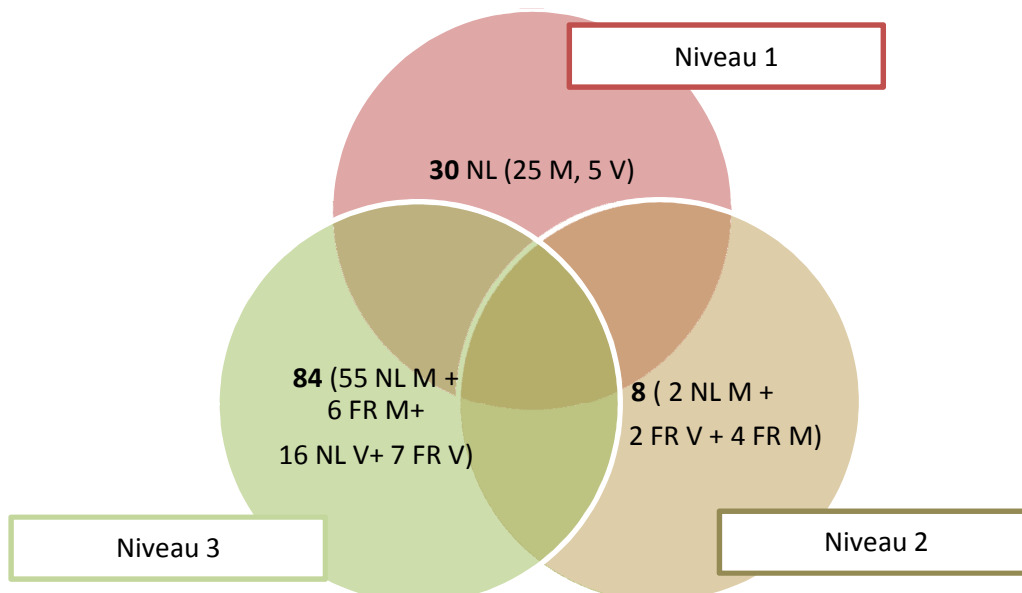 Niveau 1
30 NL (25 M, 5 V)
84 (55 NL M +
6 FR M+
16 NL V+ 7 FR V)
8 ( 2 NL M +
2 FR V + 4 FR M)
Niveau 3
Niveau 2